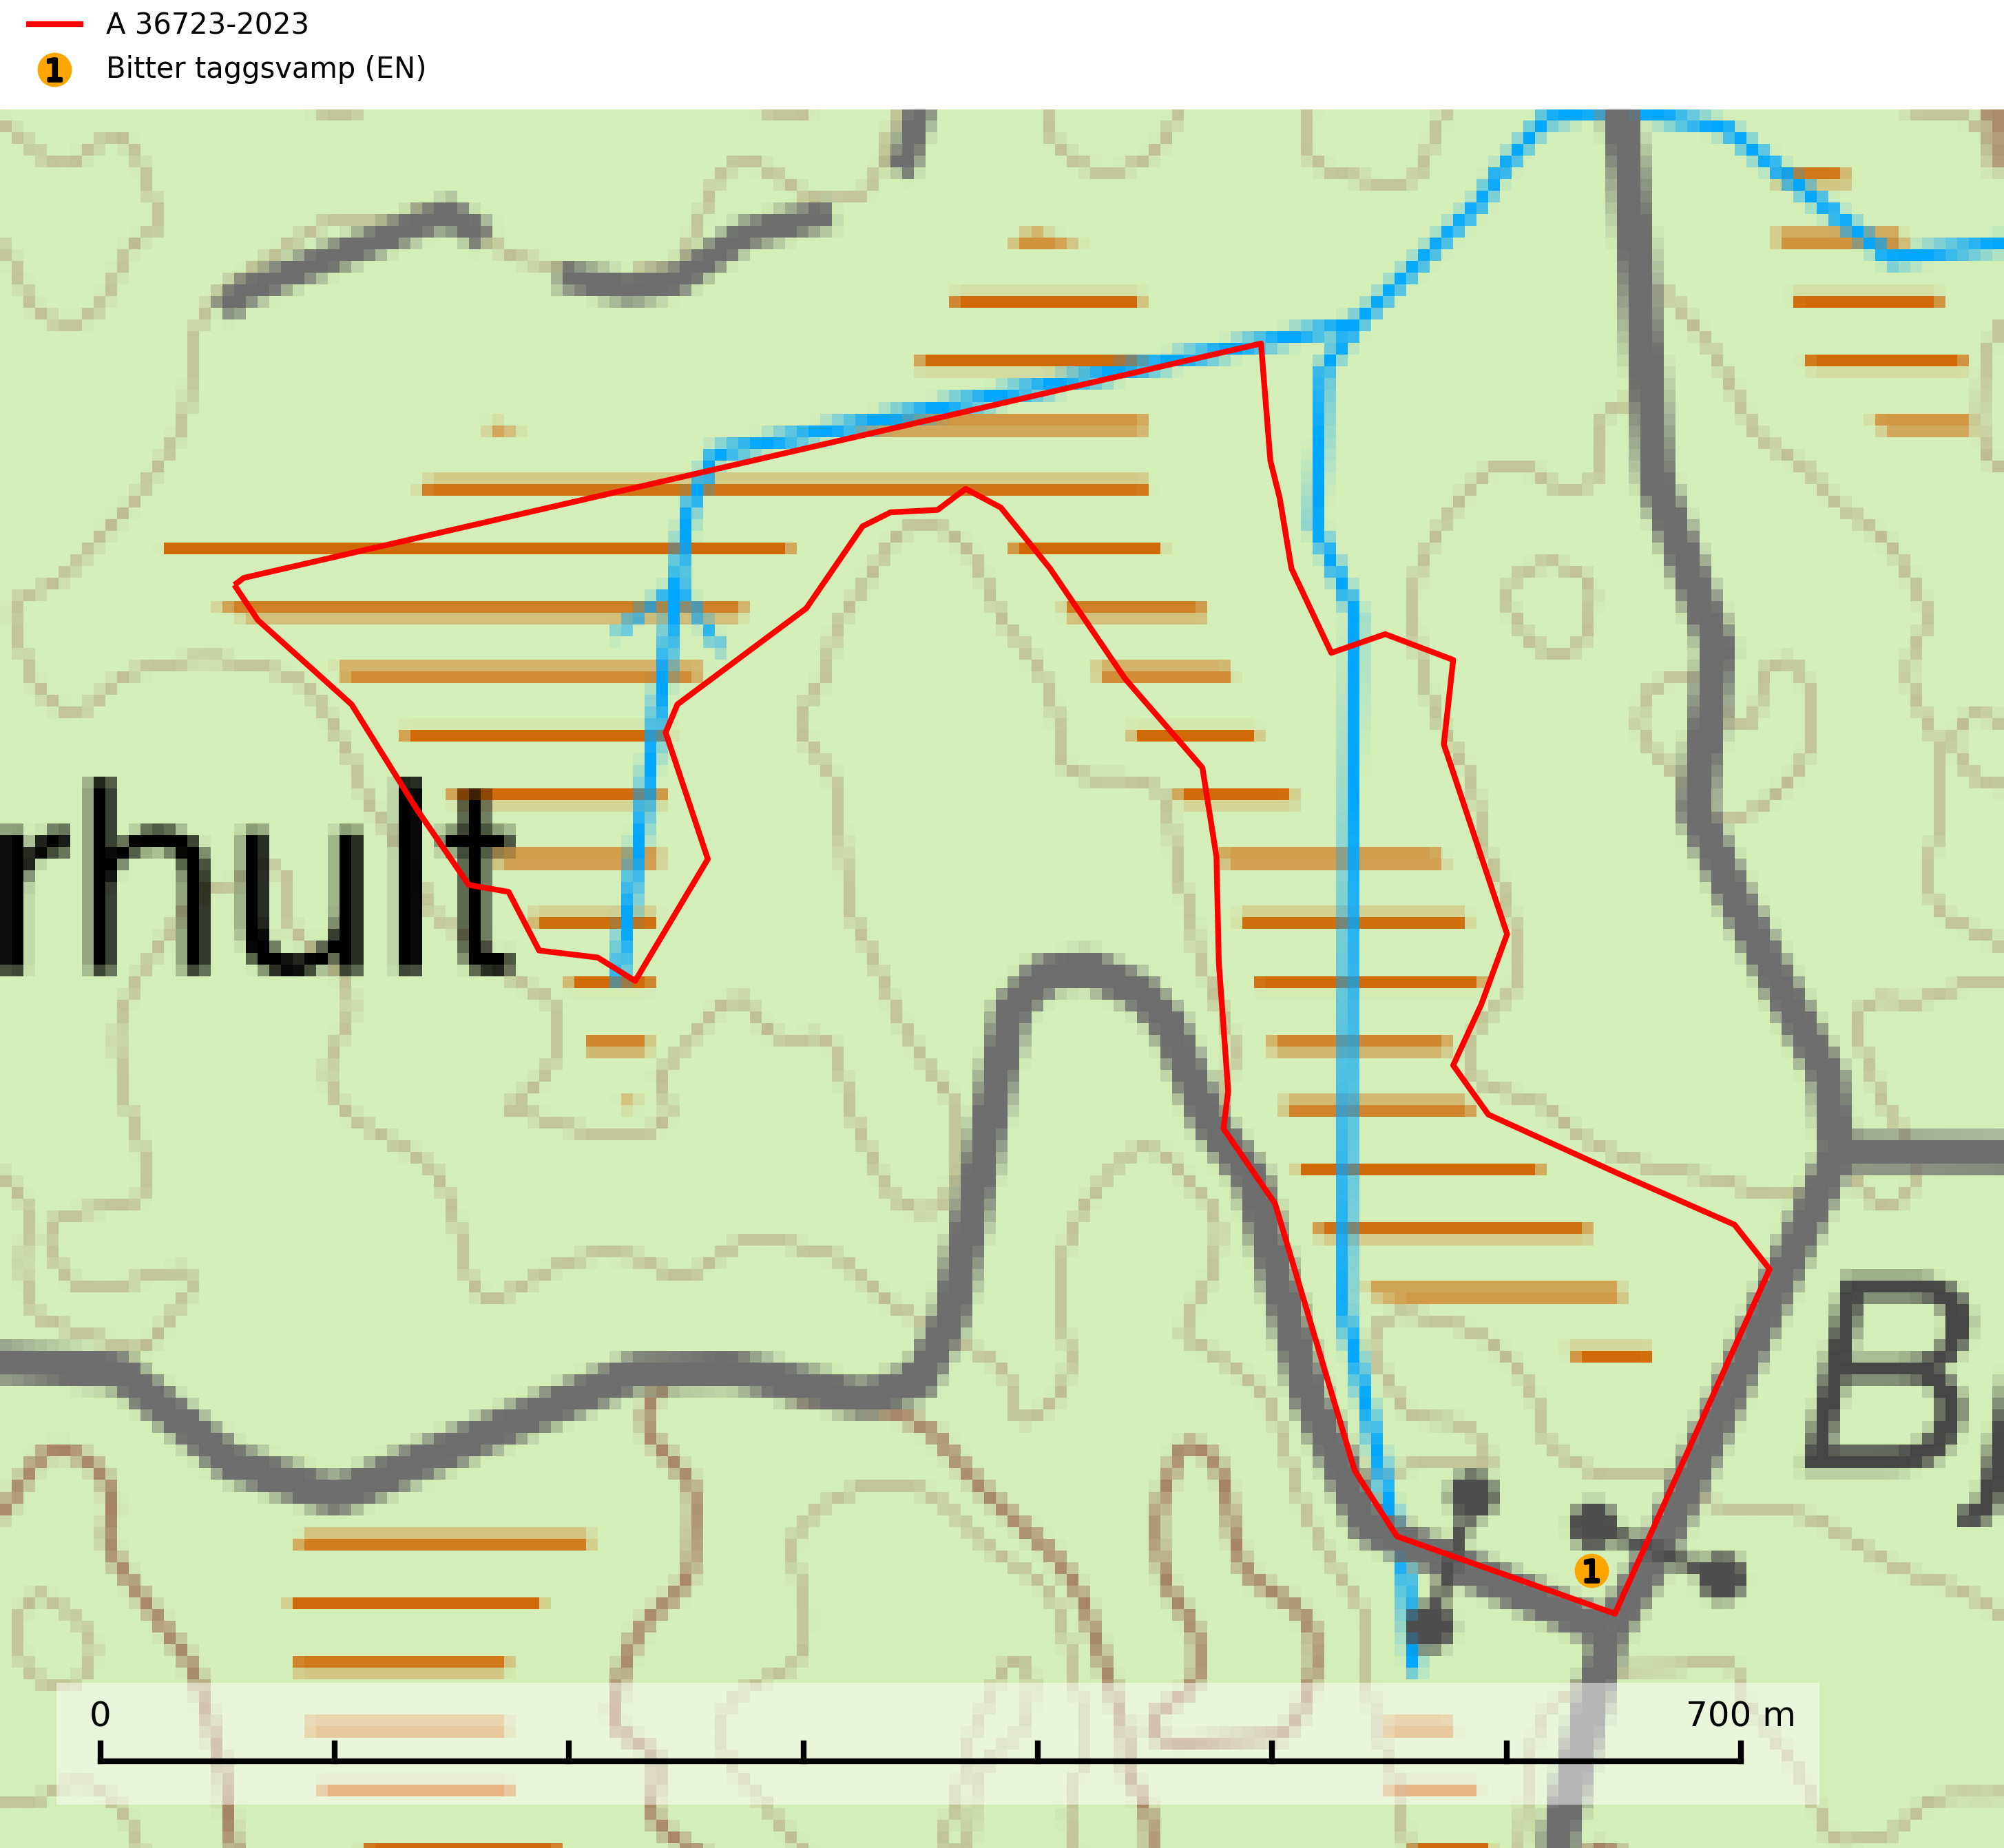 A 36723-2023
1 Bitter taggsvamp (EN)
rhult
B
1
0 700 m